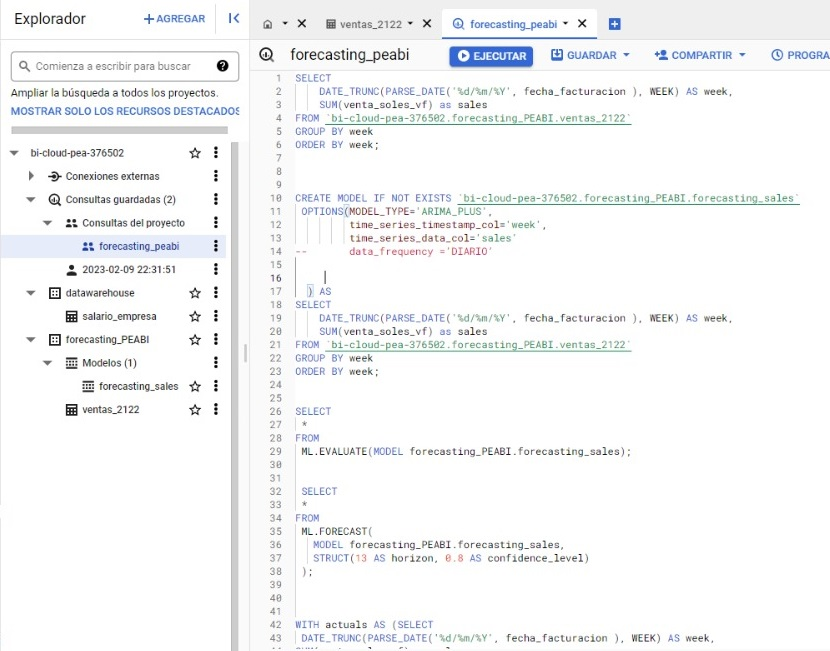 Explorador
+ AGREGAR
Comienza a escribir para buscar
Ampliar la búsqueda a todos los proyectos.
MOSTRAR SOLO LOS RECURSOS DESTACADOS
bi-cloud-pea-376502
Conexiones externas
Consultas guardadas (2)
Consultas del proyecto
forecasting_peabi
2023-02-09 22:31:51
datawarehouse
salario_empresa
forecasting_PEABI
Modelos (1)
forecasting_sales
ventas_2122
ventas_2122
forecasting_peabi
forecasting_peabi
EJECUTAR
GUARDAR
COMPARTIR
PROGRA
1 SELECT
2 DATE_TRUNC(PARSE_DATE('%d/%m/%Y', fecha_facturacion ), WEEK) AS week,
3 SUM(venta_soles_vf) as sales
4 FROM `bi-cloud-pea-376502.forecasting_PEABI.ventas_2122`
5 GROUP BY week
6 ORDER BY week;
7
8
9
10 CREATE MODEL IF NOT EXISTS `bi-cloud-pea-376502.forecasting_PEABI.forecasting_sales`
11 OPTIONS(MODEL_TYPE='ARIMA_PLUS',
12 time_series_timestamp_col='week',
13 time_series_data_col='sales'
14 -- data_frequency ='DIARIO'
15
16
17 ) AS
18 SELECT
19 DATE_TRUNC(PARSE_DATE('%d/%m/%Y', fecha_facturacion ), WEEK) AS week,
20 SUM(venta_soles_vf) as sales
21 FROM `bi-cloud-pea-376502.forecasting_PEABI.ventas_2122`
22 GROUP BY week
23 ORDER BY week;
24
25
26 SELECT
27 *
28 FROM
29 ML.EVALUATE(MODEL forecasting_PEABI.forecasting_sales);
30
31
32 SELECT
33 *
34 FROM
35 ML.FORECAST(
36 MODEL forecasting_PEABI.forecasting_sales,
37 STRUCT(13 AS horizon, 0.8 AS confidence_level)
38 );
39
40
41
42 WITH actuals AS (SELECT
43 DATE_TRUNC(PARSE_DATE('%d/%m/%Y', fecha_facturacion ), WEEK) AS week,